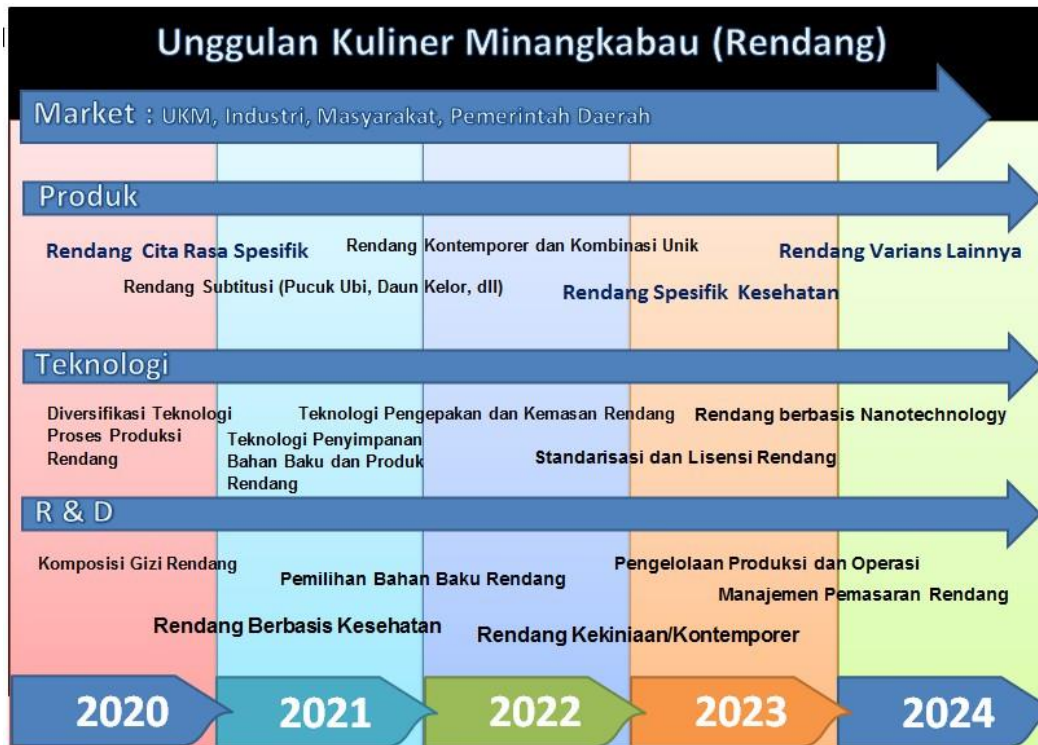 Unggulan Kuliner Minangkabau (Rendang)
Market : UKM, Industri, Masyarakat, Pemerintah Daerah
Produk
Rendang Cita Rasa Spesifik
Rendang Kontemporer dan Kombinasi Unik
Rendang Varians Lainnya
Rendang Subtitusi (Pucuk Ubi, Daun Kelor, dll)
Rendang Spesifik Kesehatan
Teknologi
Diversifikasi Teknologi
Proses Produksi
Rendang
Teknologi Pengepakan dan Kemasan Rendang
Rendang berbasis Nanotechnology
Teknologi Penyimpanan
Bahan Baku dan Produk
Rendang
Standarisasi dan Lisensi Rendang
R & D
Komposisi Gizi Rendang
Pemilihan Bahan Baku Rendang
Pengelolaan Produksi dan Operasi
Manajemen Pemasaran Rendang
Rendang Berbasis Kesehatan
Rendang Kekiniaan/Kontemporer
2020
2021
2022
2023
2024